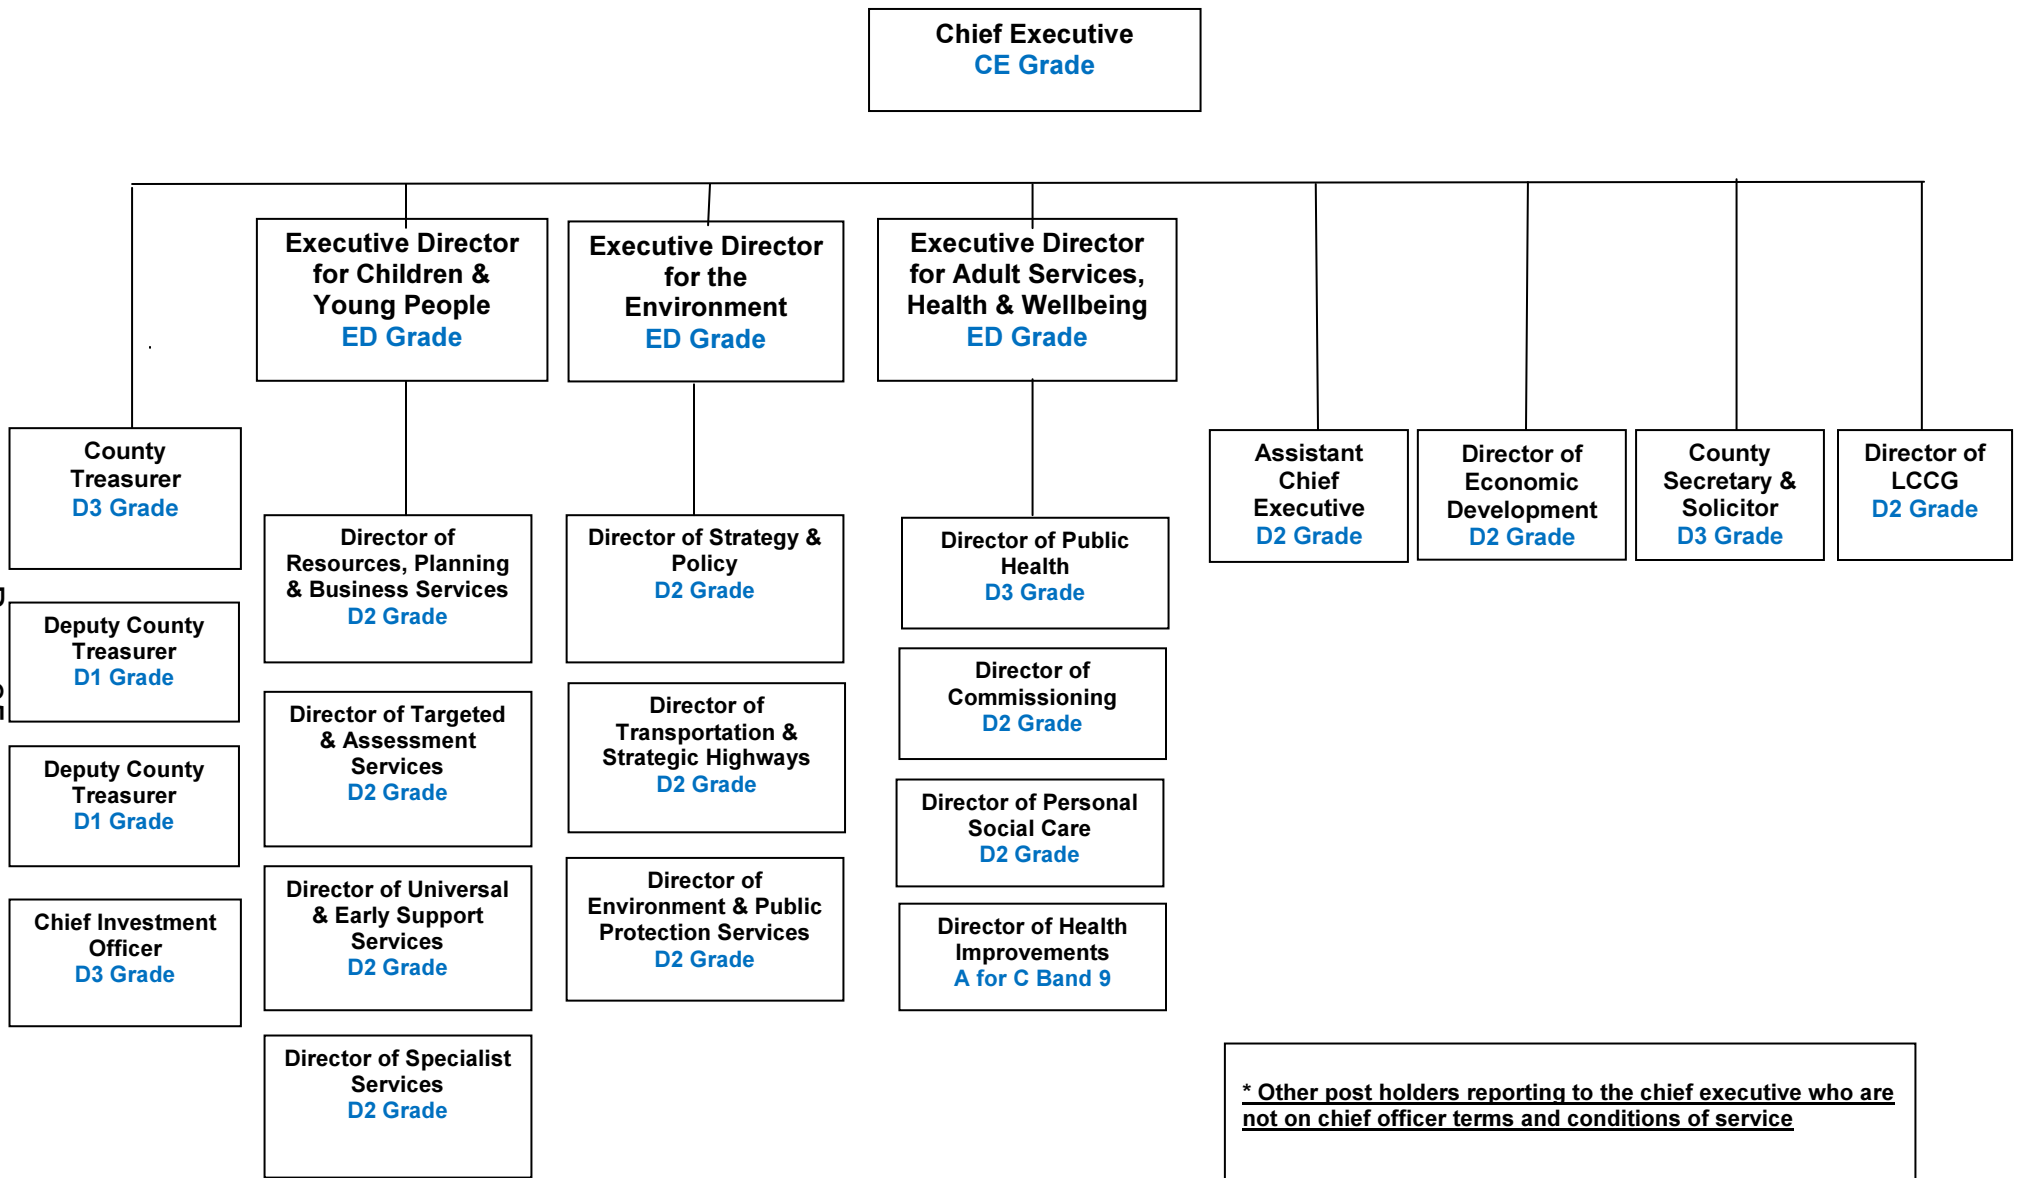 Chief Executive
CE Grade
Executive Director
for Children &
Young People
ED Grade
Executive Director
for the
Environment
ED Grade
Executive Director
for Adult Services,
Health & Wellbeing
ED Grade
County
Treasurer
D3 Grade
Assistant
Chief
Executive
D2 Grade
Director of
Economic
Development
D2 Grade
County
Secretary &
Solicitor
D3 Grade
Director of
LCCG
D2 Grade
Deputy County
Treasurer
D1 Grade
Deputy County
Treasurer
D1 Grade
Chief Investment
Officer
D3 Grade
Director of
Resources, Planning
& Business Services
D2 Grade
Director of Targeted
& Assessment
Services
D2 Grade
Director of Universal
& Early Support
Services
D2 Grade
Director of Specialist
Services
D2 Grade
Director of Strategy &
Policy
D2 Grade
Director of
Transportation &
Strategic Highways
D2 Grade
Director of
Environment & Public
Protection Services
D2 Grade
Director of Public
Health
D3 Grade
Director of
Commissioning
D2 Grade
Director of Personal
Social Care
D2 Grade
Director of Health
Improvements
A for C Band 9
* Other post holders reporting to the chief executive who are
not on chief officer terms and conditions of service